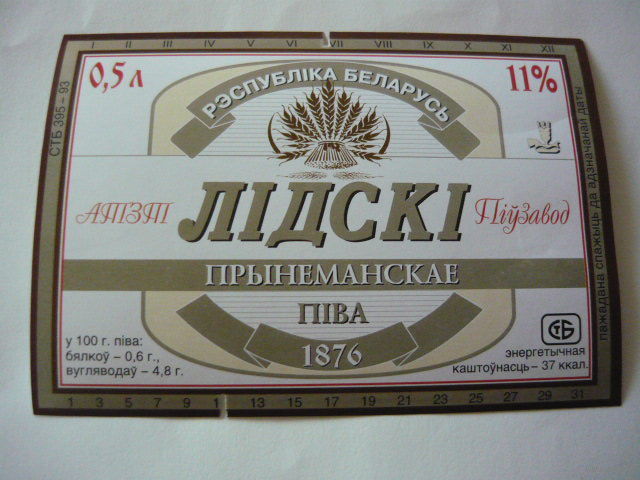 I II III IV V VI VII VIII IX X XI XII
0,5 л
11%
СТБ 395 – 93
РЭСПУБЛІКА БЕЛАРУСЬ
АПІЗПІ
ЛІДСКІ
Піўзавод
ПРЫНЕМАНСКАЕ
ПІВА
1876
у 100 г. піва:
бялкоў – 0,6 г.,
вугляводаў – 4,8 г.
СТБ
энергетычная
каштоўнасць – 37 ккал.
пажадана спажыць да адзначанай даты
1 3 5 7 9 13 15 17 19 21 23 25 27 29 31